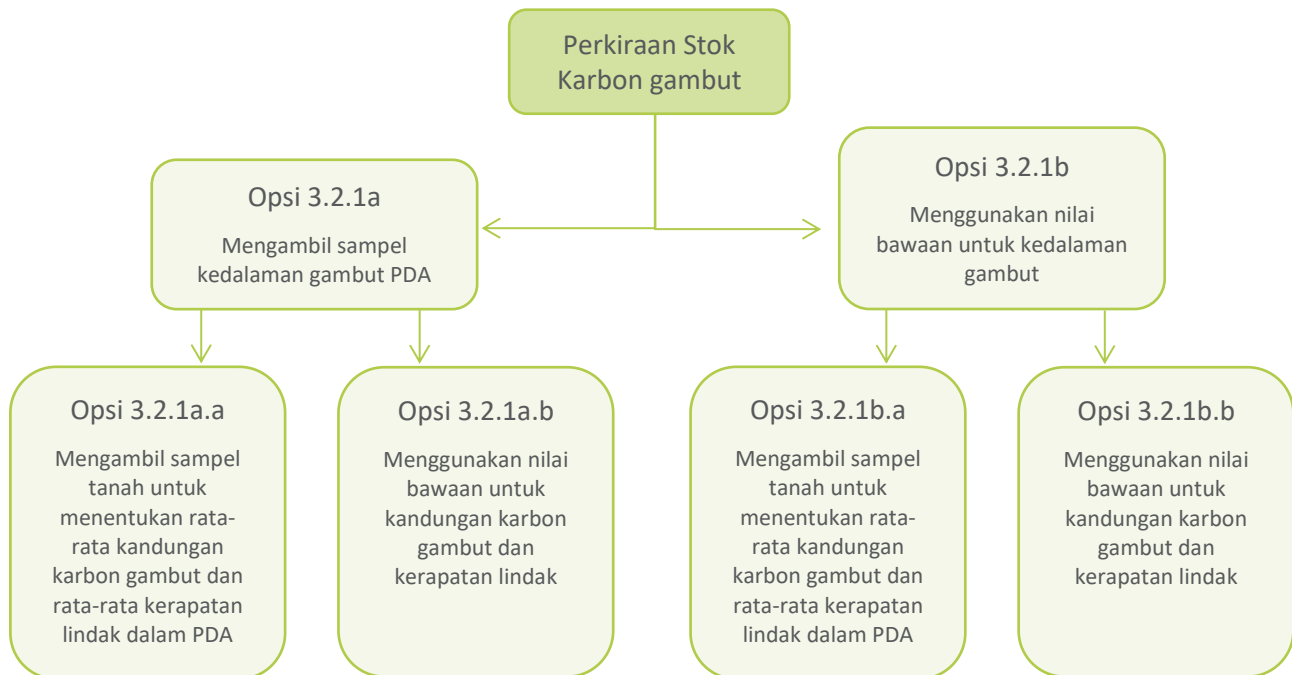 Perkiraan Stok
Karbon gambut
Opsi 3.2.1a
Mengambil sampel
kedalaman gambut PDA
Opsi 3.2.1b
Menggunakan nilai
bawaan untuk kedalaman
gambut
Opsi 3.2.1a.a
Mengambil sampel
tanah untuk
menentukan rata-
rata kandungan
karbon gambut dan
rata-rata kerapatan
lindak dalam PDA
Opsi 3.2.1a.b
Menggunakan nilai
bawaan untuk
kandungan karbon
gambut dan
kerapatan lindak
Opsi 3.2.1b.a
Mengambil sampel
tanah untuk
menentukan rata-
rata kandungan
karbon gambut dan
rata-rata kerapatan
lindak dalam PDA
Opsi 3.2.1b.b
Menggunakan nilai
bawaan untuk
kandungan karbon
gambut dan
kerapatan lindak